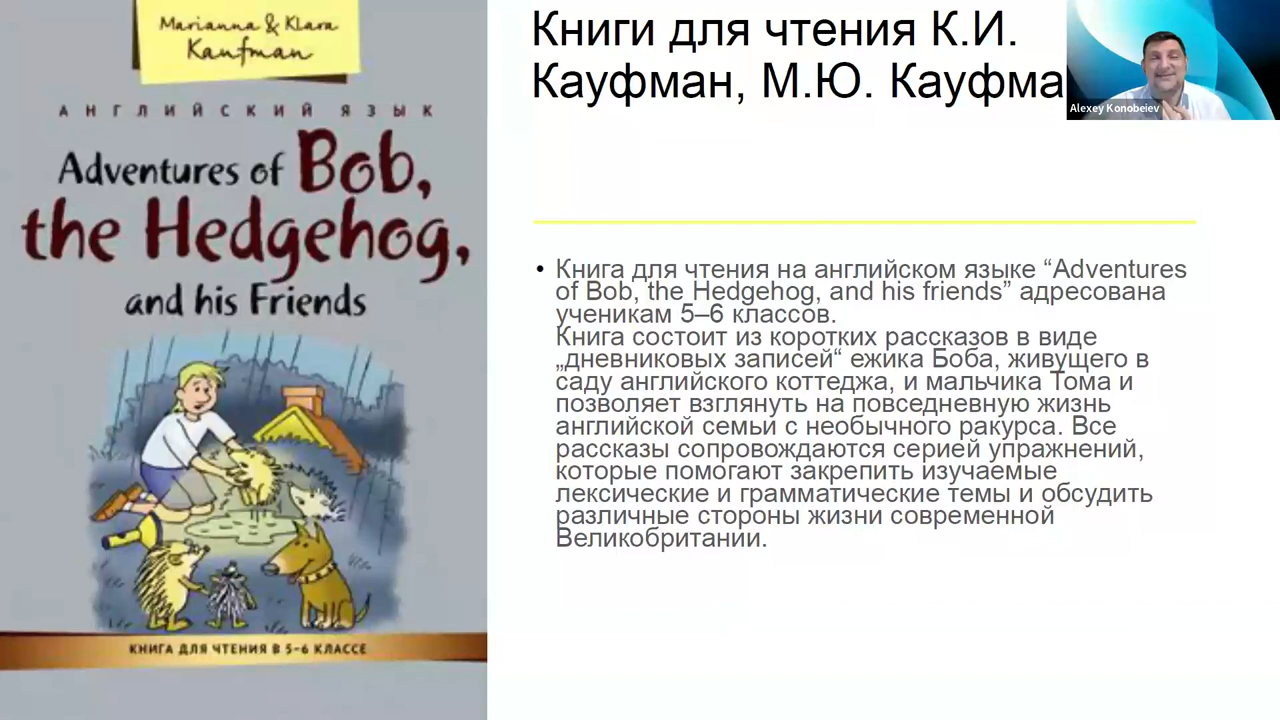 Marianna & Klara
Kaufman
АНГЛИЙСКИЙ ЯЗЫК
Adventures of Bob,
the Hedgehog,
and his Friends
КНИГА ДЛЯ ЧТЕНИЯ В 5–6 КЛАССЕ
Книги для чтения К.И.
Кауфман, М.Ю. Кауфма
Alexey Konobeiev
• Книга для чтения на английском языке “Adventures
of Bob, the Hedgehog, and his friends” адресована
ученикам 5–6 классов.
Книга состоит из коротких рассказов в виде
„дневниковых записей“ ежика Боба, живущего в
саду английского коттеджа, и мальчика Тома и
позволяет взглянуть на повседневную жизнь
английской семьи с необычного ракурса. Все
рассказы сопровождаются серией упражнений,
которые помогают закрепить изучаемые
лексические и грамматические темы и обсудить
различные стороны жизни современной
Великобритании.